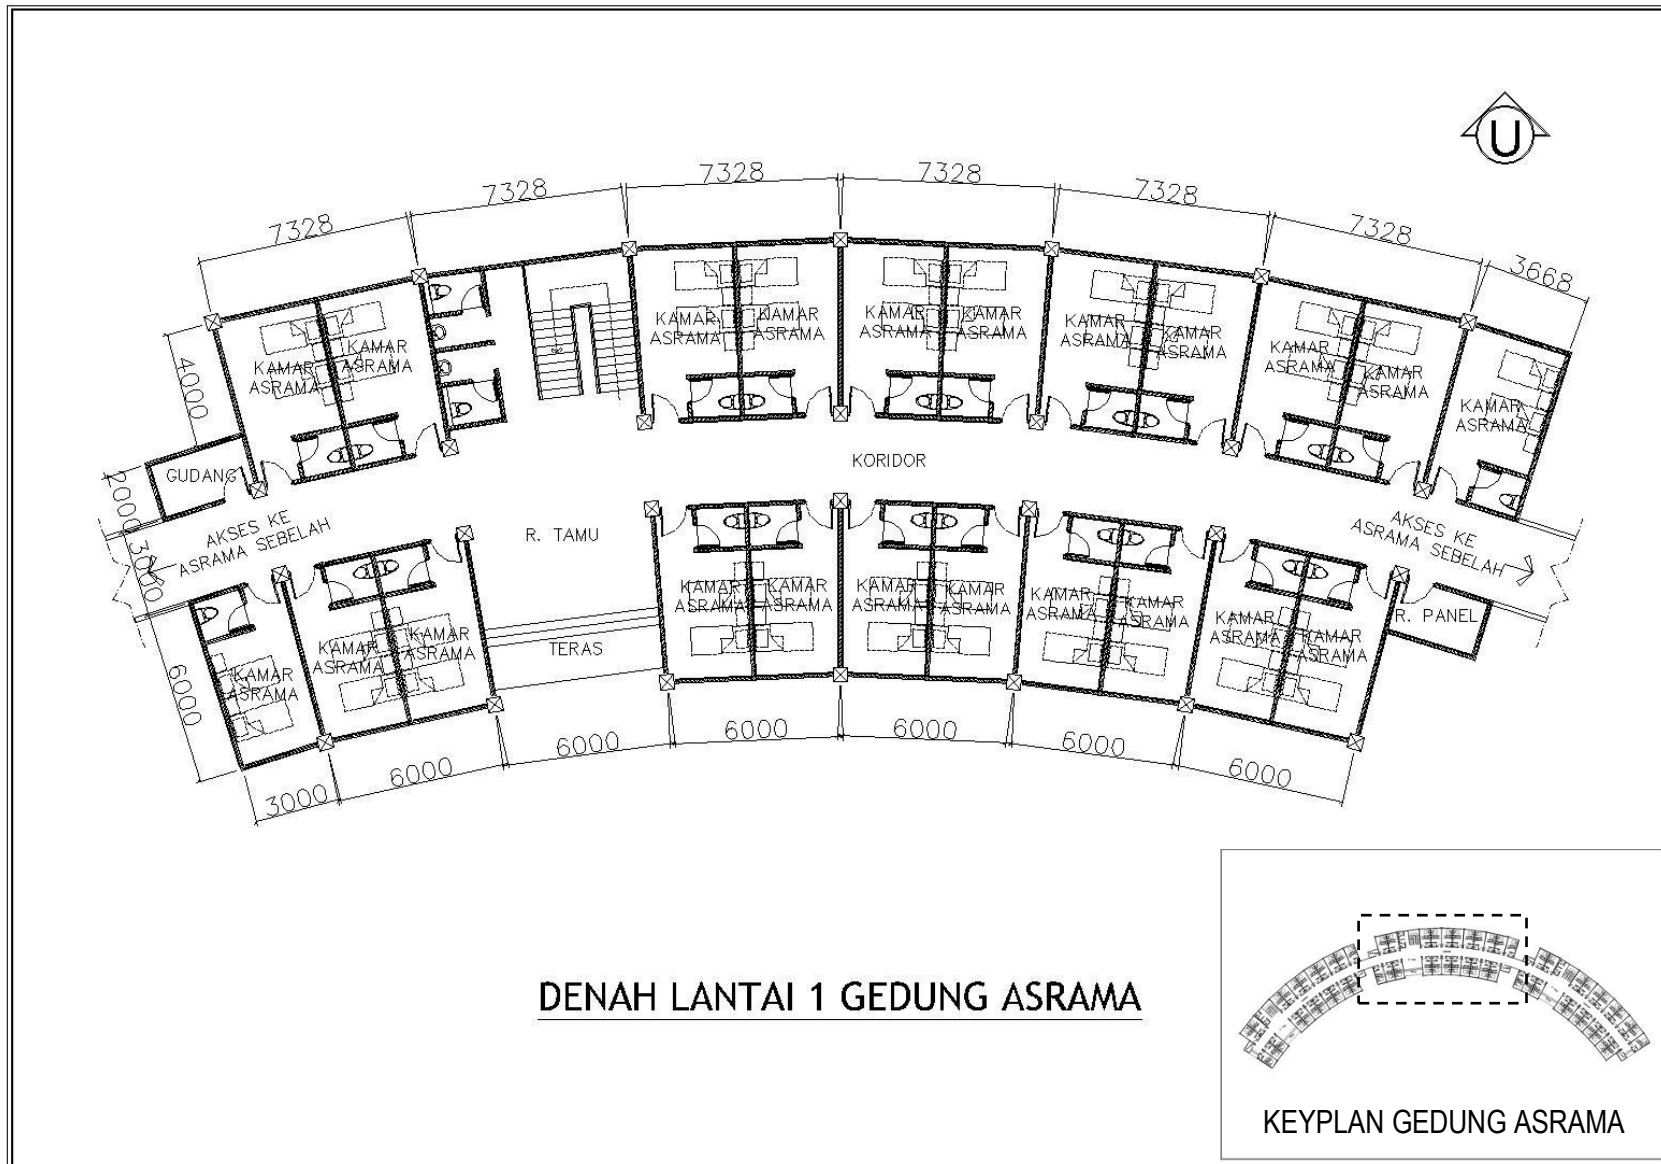 U
7328
7328
7328
7328
7328
7328
3668
4000
2000
3000
6000
KAMAR
ASRAMA
KAMAR
ASRAMA
KAMAR
ASRAMA
KAMAR
ASRAMA
KAMAR
ASRAMA
KAMAR
ASRAMA
KAMAR
ASRAMA
KAMAR
ASRAMA
KAMAR
ASRAMA
KAMAR
ASRAMA
KAMAR
ASRAMA
GUDANG
KORIDOR
AKSES KE
ASRAMA SEBELAH
R. TAMU
AKSES KE
ASRAMA SEBELAH
KAMAR
ASRAMA
KAMAR
ASRAMA
KAMAR
ASRAMA
TERAS
KAMAR
ASRAMA
KAMAR
ASRAMA
KAMAR
ASRAMA
KAMAR
ASRAMA
KAMAR
ASRAMA
KAMAR
ASRAMA
KAMAR
ASRAMA
KAMAR
ASRAMA
R. PANEL
3000
6000
6000
6000
6000
6000
6000
DENAH LANTAI 1 GEDUNG ASRAMA
KEYPLAN GEDUNG ASRAMA